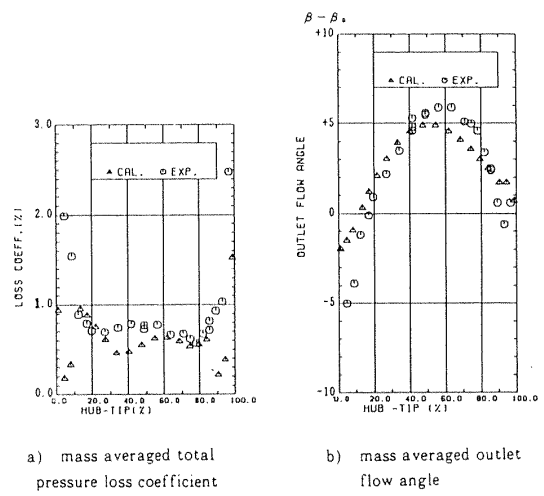 β - βs
+10
△ CAL. ○ EXP.
+5
0
-5
-10
OUTLET FLOW ANGLE
0.0 20.0 40.0 60.0 80.0 100.0
HUB -TIP (%)
3.0
△ CAL. ○ EXP.
2.0
1.0
0.0
LOSS COEFF.(%)
0.0 20.0 40.0 60.0 80.0 100.0
HUB-TIP(%)
a) mass averaged total
pressure loss coefficient
b) mass averaged outlet
flow angle